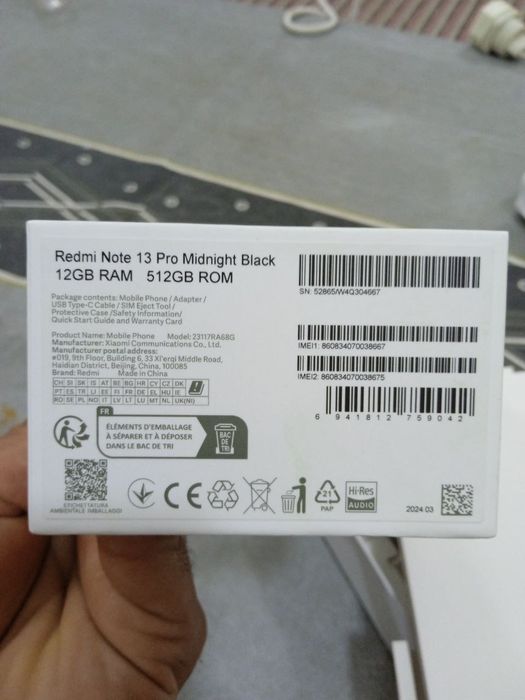 Redmi Note 13 Pro Midnight Black
12GB RAM 512GB ROM
Package contents: Mobile Phone / Adapter /
USB Type-C Cable / SIM Eject Tool /
Protective Case /Safety Information/
Quick Start Guide and Warranty Card
Product Name: Mobile Phone Model: 23117RA68G
Manufacturer: Xiaomi Communications Co., Ltd.
Manufacturer postal address:
#019, 9th Floor, Building 6, 33 Xi'erqi Middle Road,
Haidian District, Beijing, China, 100085
Brand: Redmi Made in China
CH SE SK IS AT BE BG HR CY CZ DK
PT ES TR LI EE FI FR DE EL HU IE
RO SI PL NO IT LV LT LU MT NL UK(NI)
SN: 52865/W4Q304667
IMEI1: 860834070038667
IMEI2: 860834070038675
6 941812 759042
FR
ÉLÉMENTS D'EMBALLAGE
À SÉPARER ET À DÉPOSER
DANS LE BAC DE TRI
BAC
DE
TRI
ETICHETTATURA
AMBIENTALE IMBALLAGGI
CE
21
PAP
Hi-Res
AUDIO
2024.03